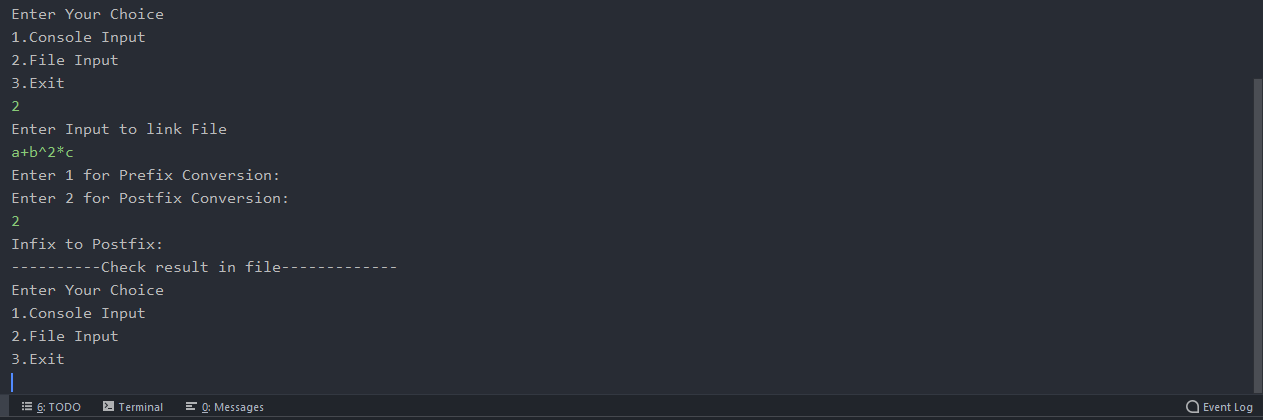 Enter Your Choice
1.Console Input
2.File Input
3.Exit
2
Enter Input to link File
a+b^2*c
Enter 1 for Prefix Conversion:
Enter 2 for Postfix Conversion:
2
Infix to Postfix:
----------Check result in file-------------
Enter Your Choice
1.Console Input
2.File Input
3.Exit
6: TODO Terminal 0: Messages Event Log